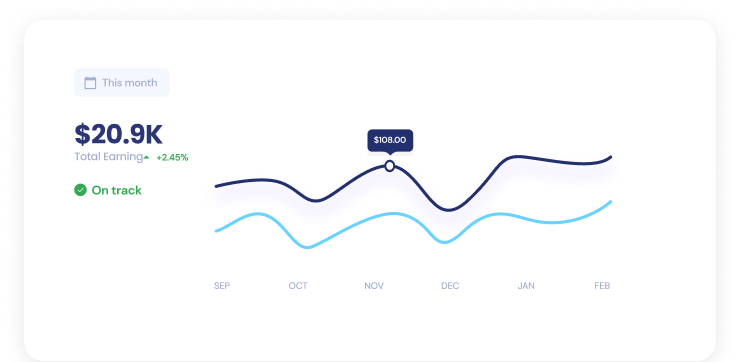 This month
$20.9K
Total Earning +2.45%
On track
$108.00
SEP OCT NOV DEC JAN FEB